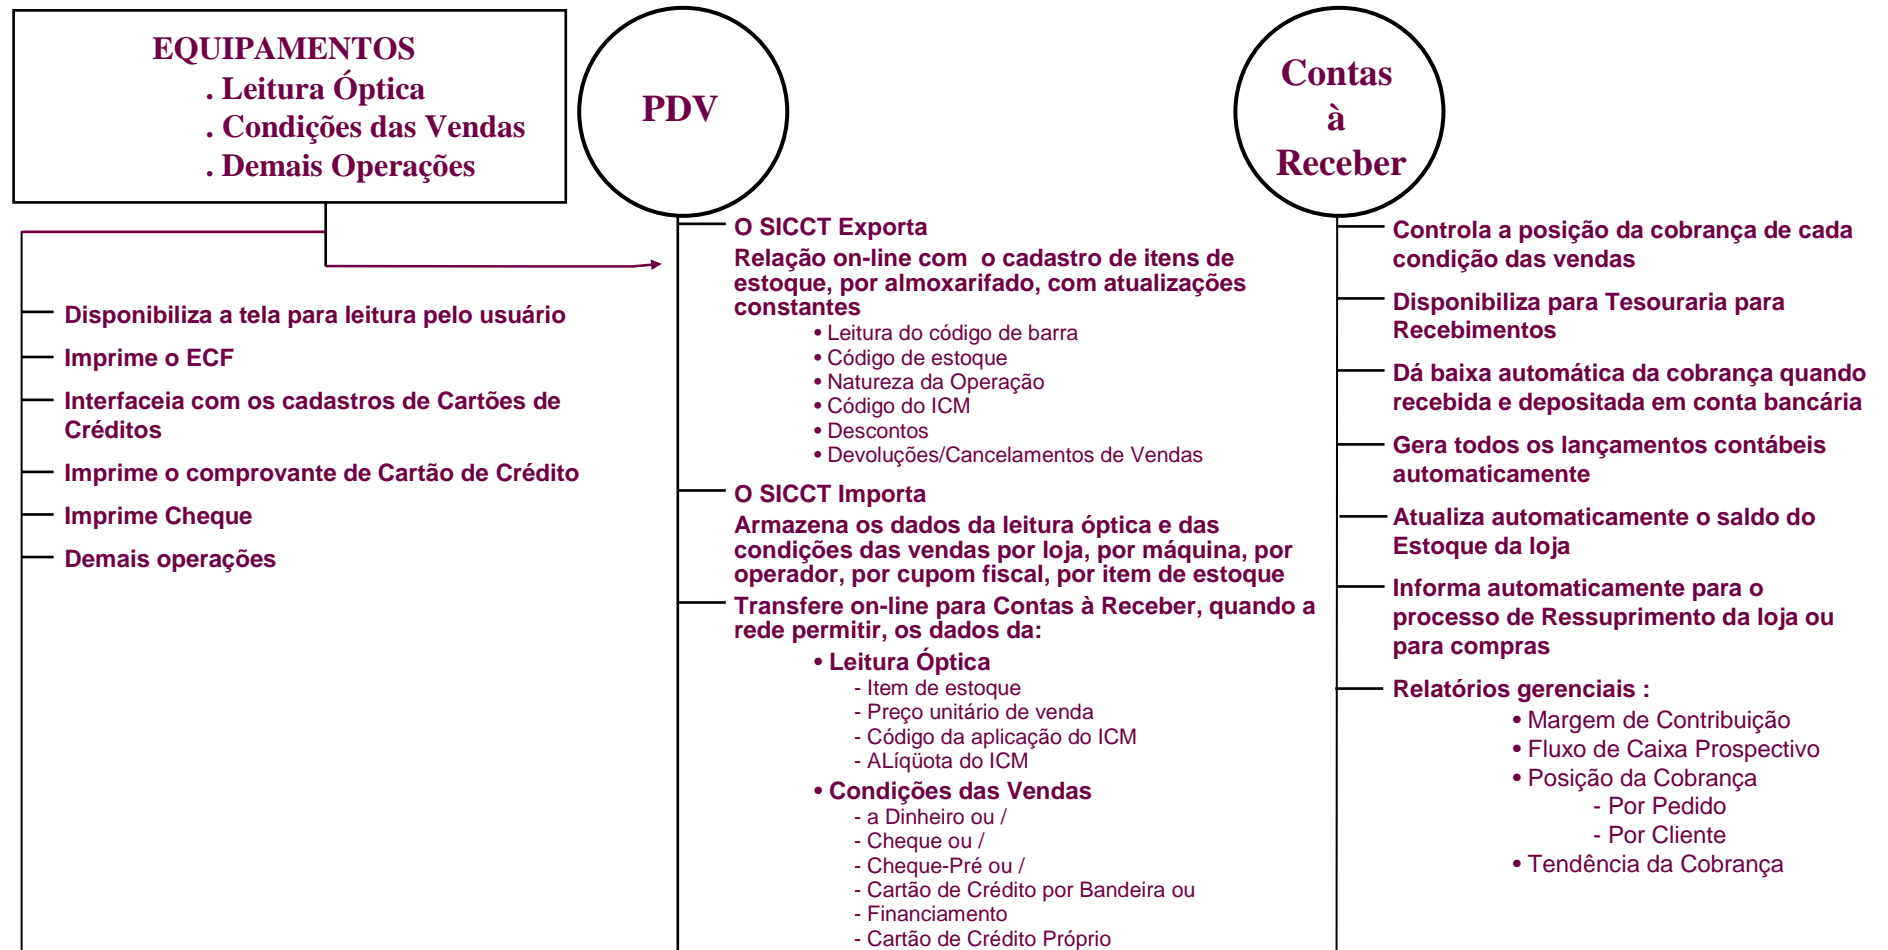 EQUIPAMENTOS
. Leitura Óptica
. Condições das Vendas
. Demais Operações
Disponibiliza a tela para leitura pelo usuário
Imprime o ECF
Interfaceia com os cadastros de Cartões de
Créditos
Imprime o comprovante de Cartão de Crédito
Imprime Cheque
Demais operações
PDV
O SICCT Exporta
Relação on-line com o cadastro de itens de
estoque, por almoxarifado, com atualizações
constantes
• Leitura do código de barra
• Código de estoque
• Natureza da Operação
• Código do ICM
• Descontos
• Devoluções/Cancelamentos de Vendas
O SICCT Importa
Armazena os dados da leitura óptica e das
condições das vendas por loja, por máquina, por
operador, por cupom fiscal, por item de estoque
Transfere on-line para Contas à Receber, quando a
rede permitir, os dados da:
• Leitura Óptica
- Item de estoque
- Preço unitário de venda
- Código da aplicação do ICM
- ALíqüota do ICM
• Condições das Vendas
- a Dinheiro ou /
- Cheque ou /
- Cheque-Pré ou /
- Cartão de Crédito por Bandeira ou
- Financiamento
- Cartão de Crédito Próprio
Contas
à
Receber
Controla a posição da cobrança de cada
condição das vendas
Disponibiliza para Tesouraria para
Recebimentos
Dá baixa automática da cobrança quando
recebida e depositada em conta bancária
Gera todos os lançamentos contábeis
automaticamente
Atualiza automaticamente o saldo do
Estoque da loja
Informa automaticamente para o
processo de Ressuprimento da loja ou
para compras
Relatórios gerenciais :
• Margem de Contribuição
• Fluxo de Caixa Prospectivo
• Posição da Cobrança
- Por Pedido
- Por Cliente
• Tendência da Cobrança